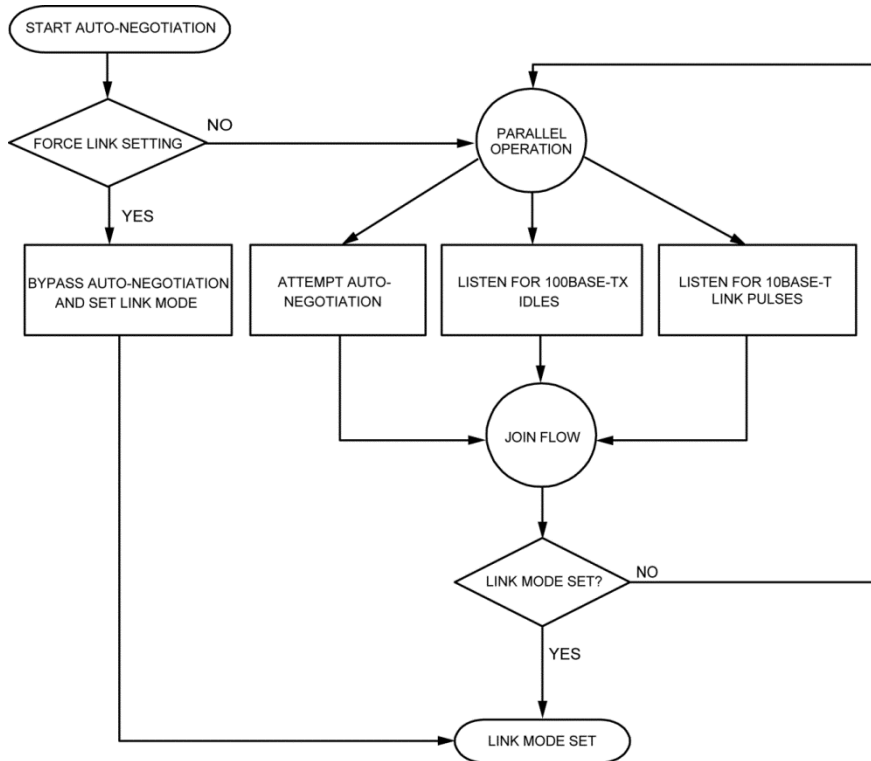 START AUTO-NEGOTIATION
FORCE LINK SETTING
NO
YES
PARALLEL
OPERATION
BYPASS AUTO-NEGOTIATION
AND SET LINK MODE
ATTEMPT AUTO-
NEGOTIATION
LISTEN FOR 100BASE-TX
IDLES
LISTEN FOR 10BASE-T
LINK PULSES
JOIN FLOW
LINK MODE SET?
NO
YES
LINK MODE SET